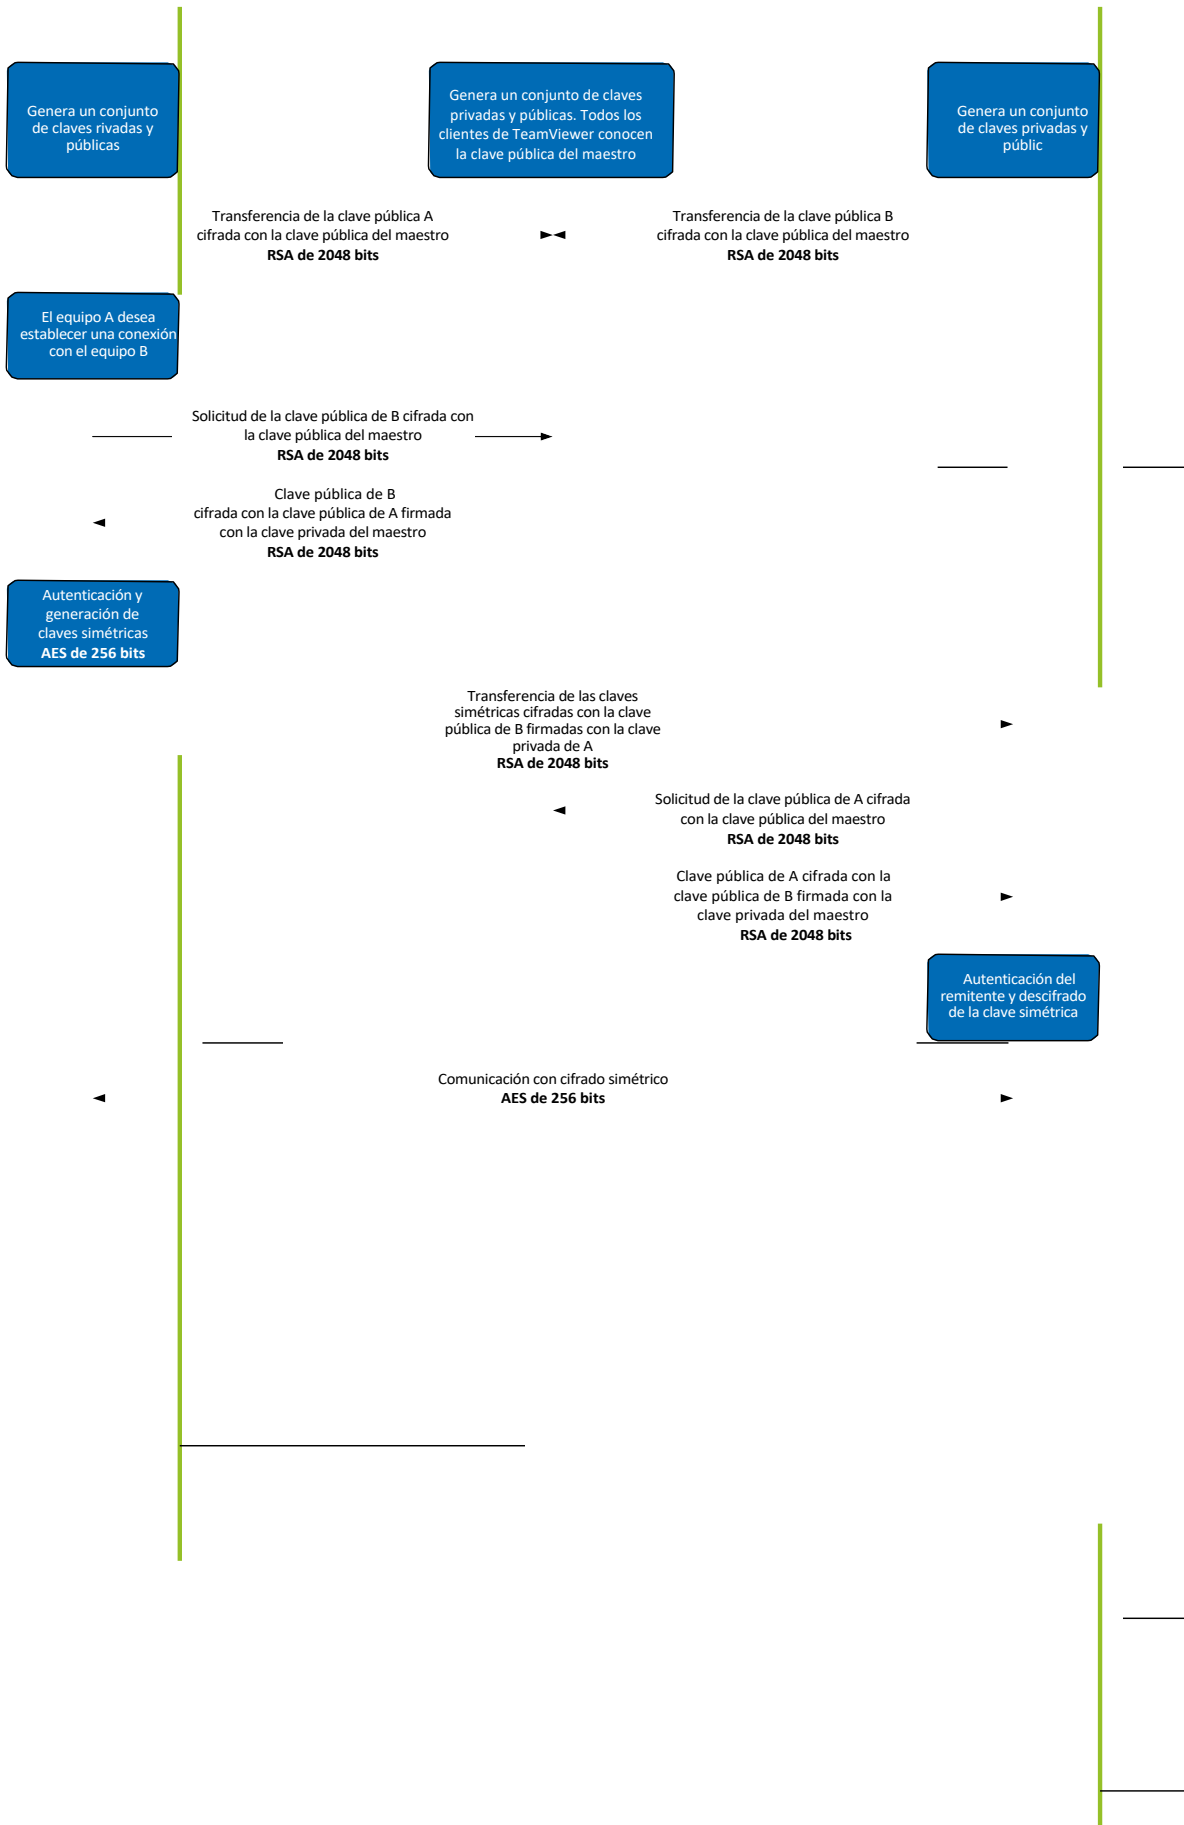 Genera un conjunto
de claves rivadas y
públicas
Genera un conjunto de claves
privadas y públicas. Todos los
clientes de TeamViewer conocen
la clave pública del maestro
Genera un conjunto
de claves privadas y
públic
Transferencia de la clave pública A
cifrada con la clave pública del maestro
RSA de 2048 bits
Transferencia de la clave pública B
cifrada con la clave pública del maestro
RSA de 2048 bits
El equipo A desea
establecer una conexión
con el equipo B
Solicitud de la clave pública de B cifrada con
la clave pública del maestro
RSA de 2048 bits
Clave pública de B
cifrada con la clave pública de A firmada
con la clave privada del maestro
RSA de 2048 bits
Autenticación y
generación de
claves simétricas
AES de 256 bits
Transferencia de las claves
simétricas cifradas con la clave
pública de B firmadas con la clave
privada de A
RSA de 2048 bits
Solicitud de la clave pública de A cifrada
con la clave pública del maestro
RSA de 2048 bits
Clave pública de A cifrada con la
clave pública de B firmada con la
clave privada del maestro
RSA de 2048 bits
Autenticación del
remitente y descifrado
de la clave simétrica
Comunicación con cifrado simétrico
AES de 256 bits